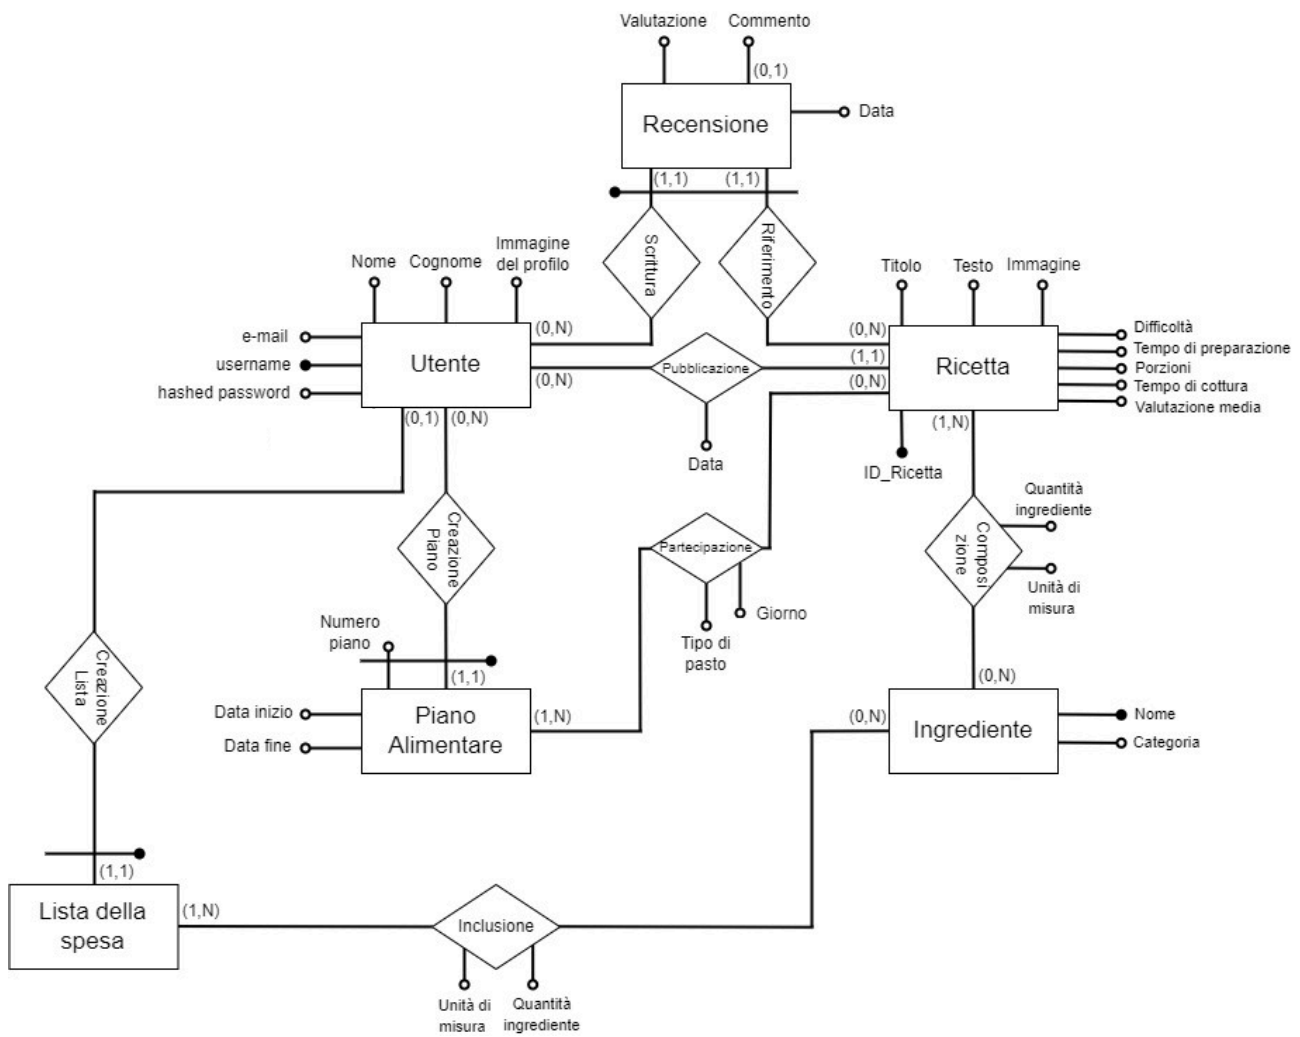 Valutazione
Commento
(0,1)
Recensione
Data
(1,1)
(1,1)
Scrittura
Riferimento
Nome
Cognome
Immagine
del profilo
Titolo
Testo
Immagine
e-mail
username
hashed password
Utente
(0,N)
(0,N)
Pubblicazione
Data
(0,N)
(1,1)
(0,N)
Ricetta
Difficoltà
Tempo di preparazione
Porzioni
Tempo di cottura
Valutazione media
(0,1)
(0,N)
(1,N)
ID_Ricetta
Creazione
Piano
Partecipazione
Giorno
Tipo di
pasto
Composi
zione
Quantità
ingrediente
Unità di
misura
Numero
piano
(1,1)
Creazione
Lista
Data inizio
Data fine
Piano
Alimentare
(1,N)
(0,N)
(0,N)
Ingrediente
Nome
Categoria
(1,1)
Lista della
spesa
(1,N)
Inclusione
Unità di
misura
Quantità
ingrediente